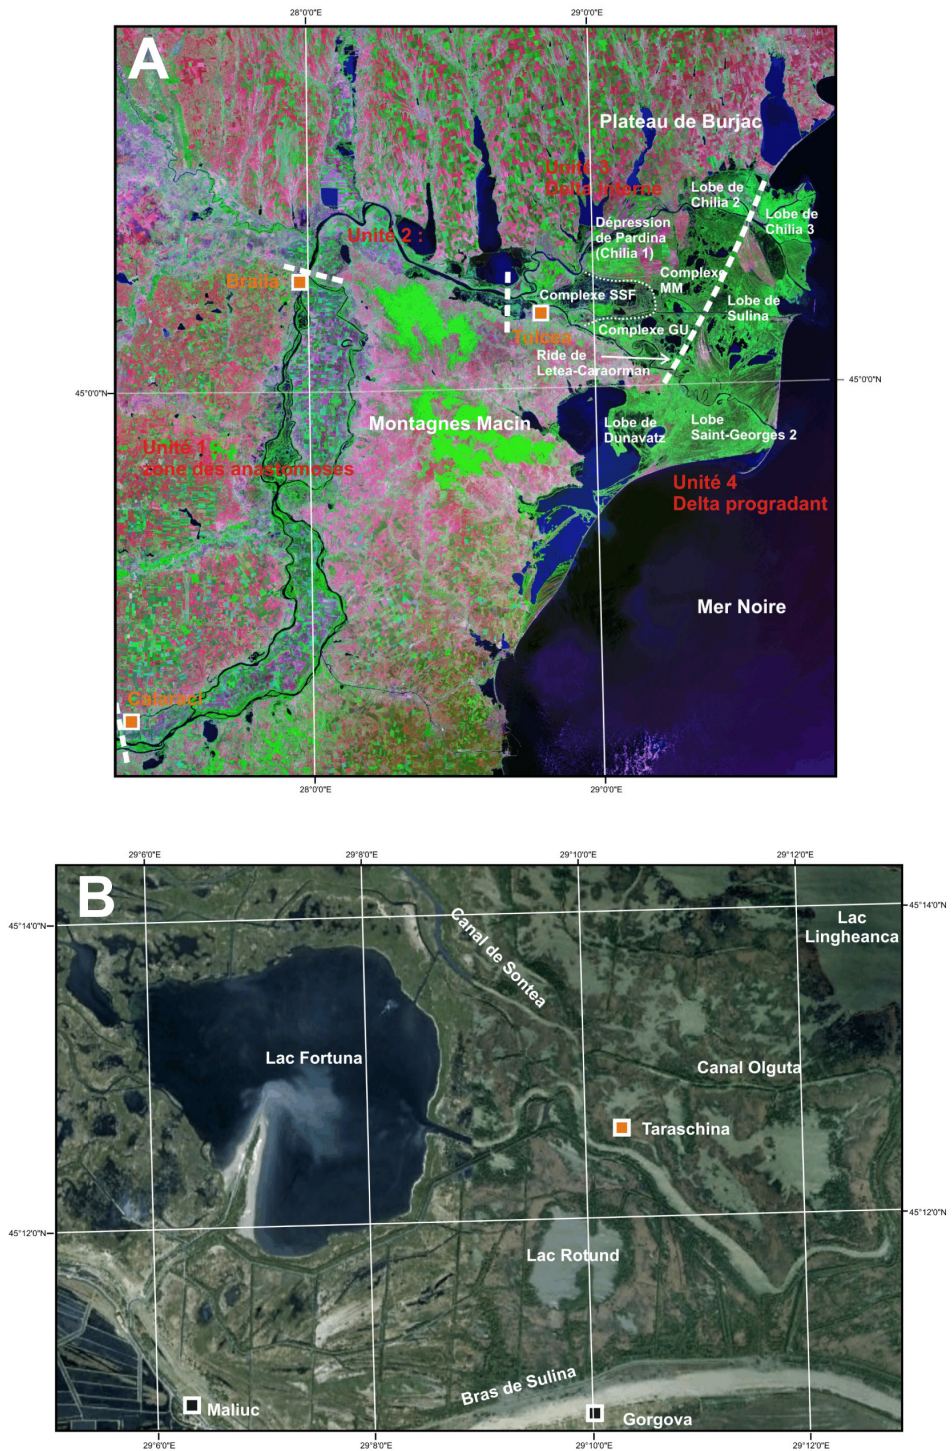 28°0'0"E
29°0'0"E
A
Plateau de Burjac
Unité 3
Delta interne
Lobe de
Chilia 2
Lobe de
Chilia 3
Unité 2 :
Dépression
de Pardina
(Chilia 1)
Complexe
MM
Braila
Complexe SSF
Lobe de
Sulina
Tulcea
Complexe GU
Ride de
Letea-Caraorman
45°0'0"N
45°0'0"N
Montagnes Macin
Lobe de
Dunavatz
Lobe
Saint-Georges 2
Unité 1 :
zone des anastomoses
Unité 4
Delta progradant
Mer Noire
Calaraci
28°0'0"E
29°0'0"E
29°6'0"E
29°8'0"E
29°10'0"E
29°12'0"E
B
45°14'0"N
45°14'0"N
Canal de Sontea
Lac
Lingheanca
Lac Fortuna
Canal Olguta
Taraschina
45°12'0"N
45°12'0"N
Lac Rotund
Bras de Sulina
Maliuc
Gorgova
29°6'0"E
29°8'0"E
29°10'0"E
29°12'0"E